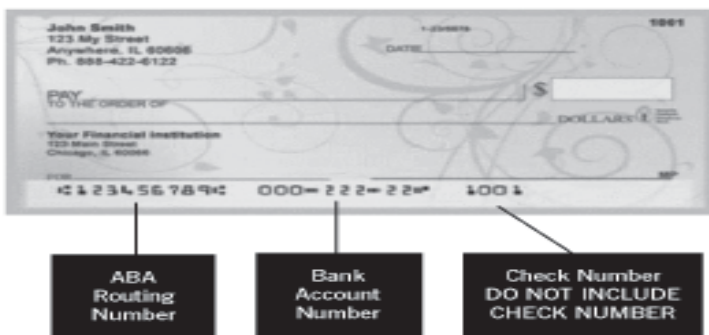 John Smith
123 My Street
Anywhere, IL 60606
Ph. 888-422-6122
1001
DATE
PAY
TO THE ORDER OF
$
DOLLARS
Your Financial Institution
123 Main Street
Chicago, IL 60066
FOR
MP
⑆123456789⑆ 000⑉222⑉22⑈ 1001
ABA
Routing
Number
Bank
Account
Number
Check Number
DO NOT INCLUDE
CHECK NUMBER